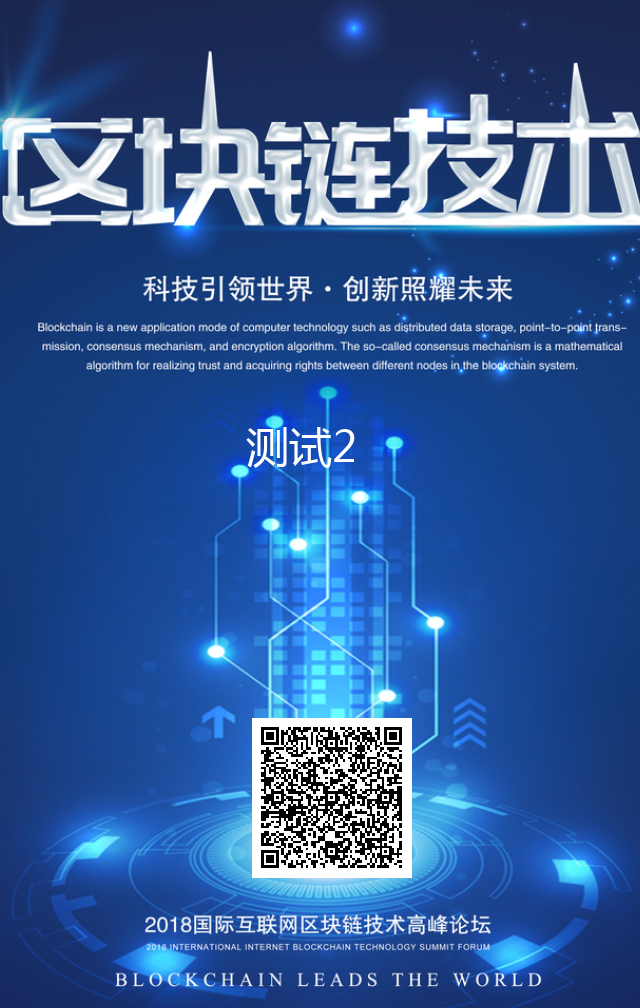 区块链技术
科技引领世界·创新照耀未来
Blockchain is a new application mode of computer technology such as distributed data storage, point-to-point trans-
mission, consensus mechanism, and encryption algorithm. The so-called consensus mechanism is a mathematical
algorithm for realizing trust and acquiring rights between different nodes in the blockchain system.
测试2
2018国际互联网区块链技术高峰论坛
2018 INTERNATIONAL INTERNET BLOCKCHAIN TECHNOLOGY SUMMIT FORUM
BLOCKCHAIN LEADS THE WORLD